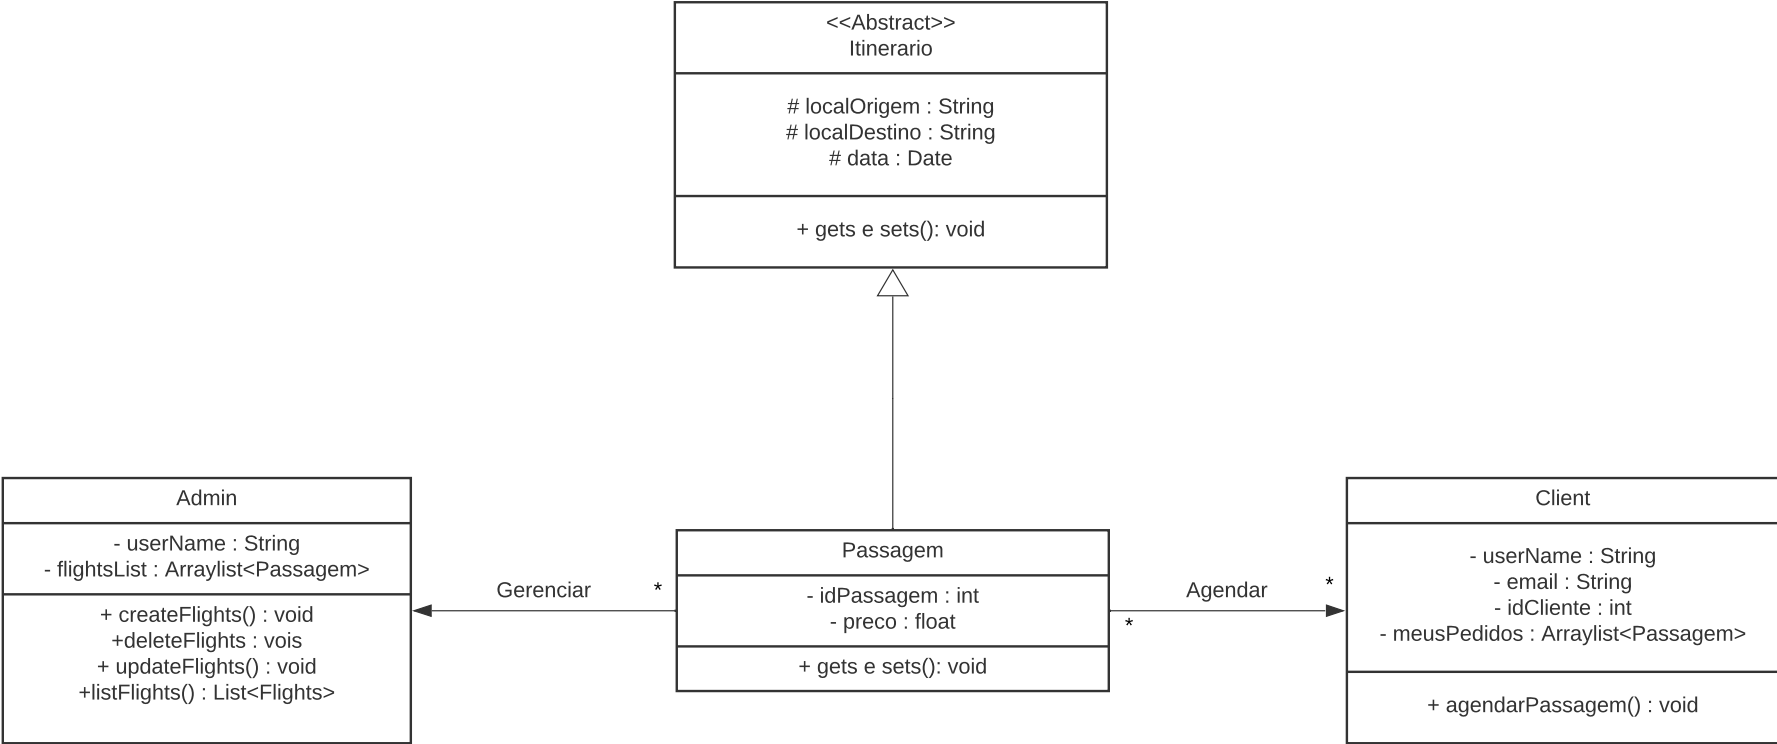 <<Abstract>>
Itinerario
# localOrigem : String
# localDestino : String
# data : Date
+ gets e sets(): void
Admin
- userName : String
- flightsList : Arraylist<Passagem>
+ createFlights() : void
+deleteFlights : vois
+ updateFlights() : void
+listFlights() : List<Flights>
Gerenciar
*
Passagem
- idPassagem : int
- preco : float
+ gets e sets(): void
Agendar
*
*
Client
- userName : String
- email : String
- idCliente : int
- meusPedidos : Arraylist<Passagem>
+ agendarPassagem() : void